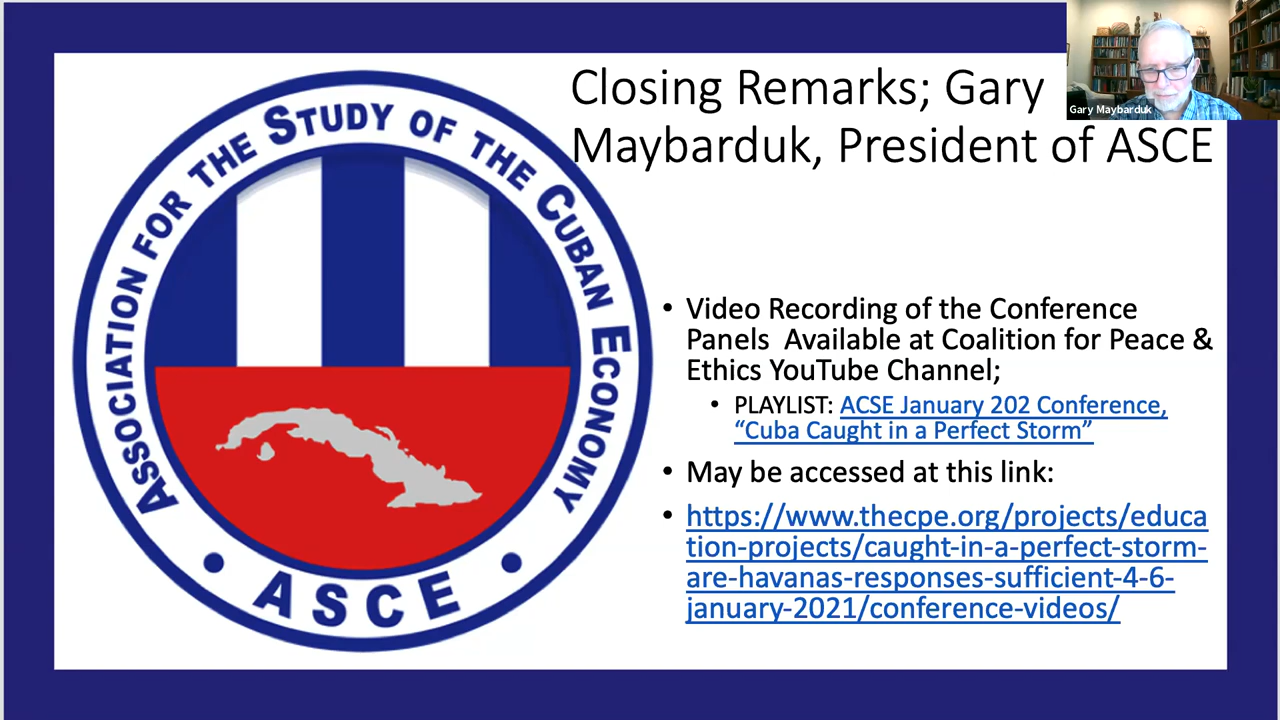 Closing Remarks; Gary
Maybarduk, President of ASCE
Gary Maybarduk
ASSOCIATION FOR THE STUDY OF THE CUBAN ECONOMY
ASCE
• Video Recording of the Conference
Panels Available at Coalition for Peace &
Ethics YouTube Channel;
• PLAYLIST: ACSE January 202 Conference,
“Cuba Caught in a Perfect Storm”
• May be accessed at this link:
• https://www.thecpe.org/projects/educa
tion-projects/caught-in-a-perfect-storm-
are-havanas-responses-sufficient-4-6-
january-2021/conference-videos/